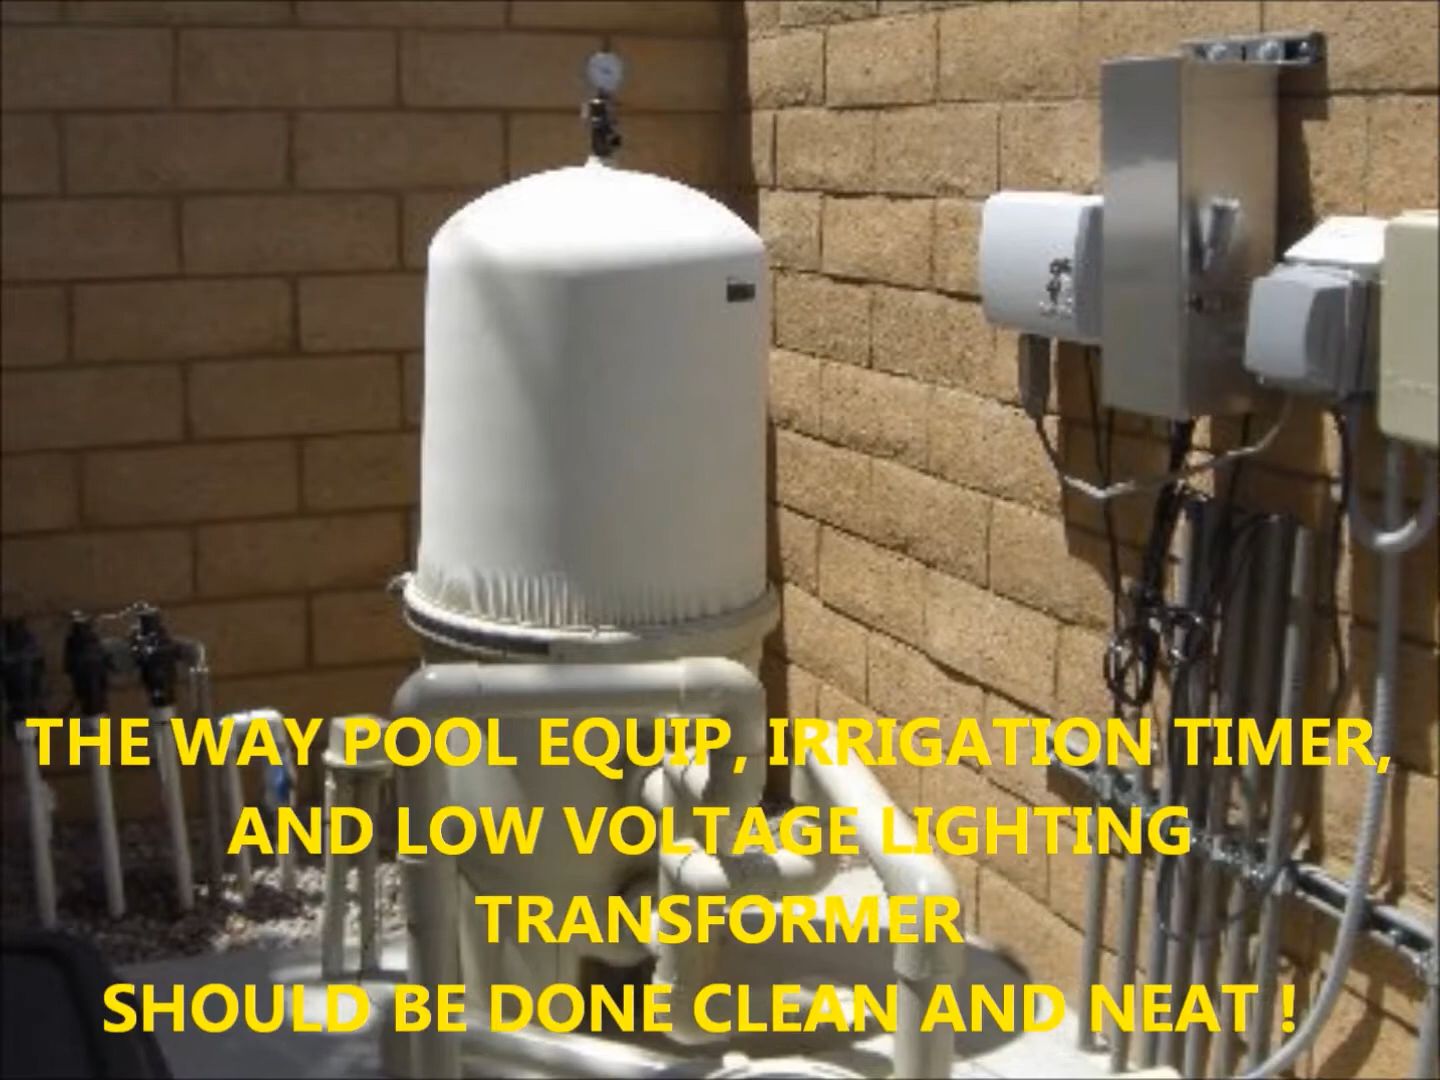 THE WAY POOL EQUIP, IRRIGATION TIMER,
AND LOW VOLTAGE LIGHTING
TRANSFORMER
SHOULD BE DONE CLEAN AND NEAT !